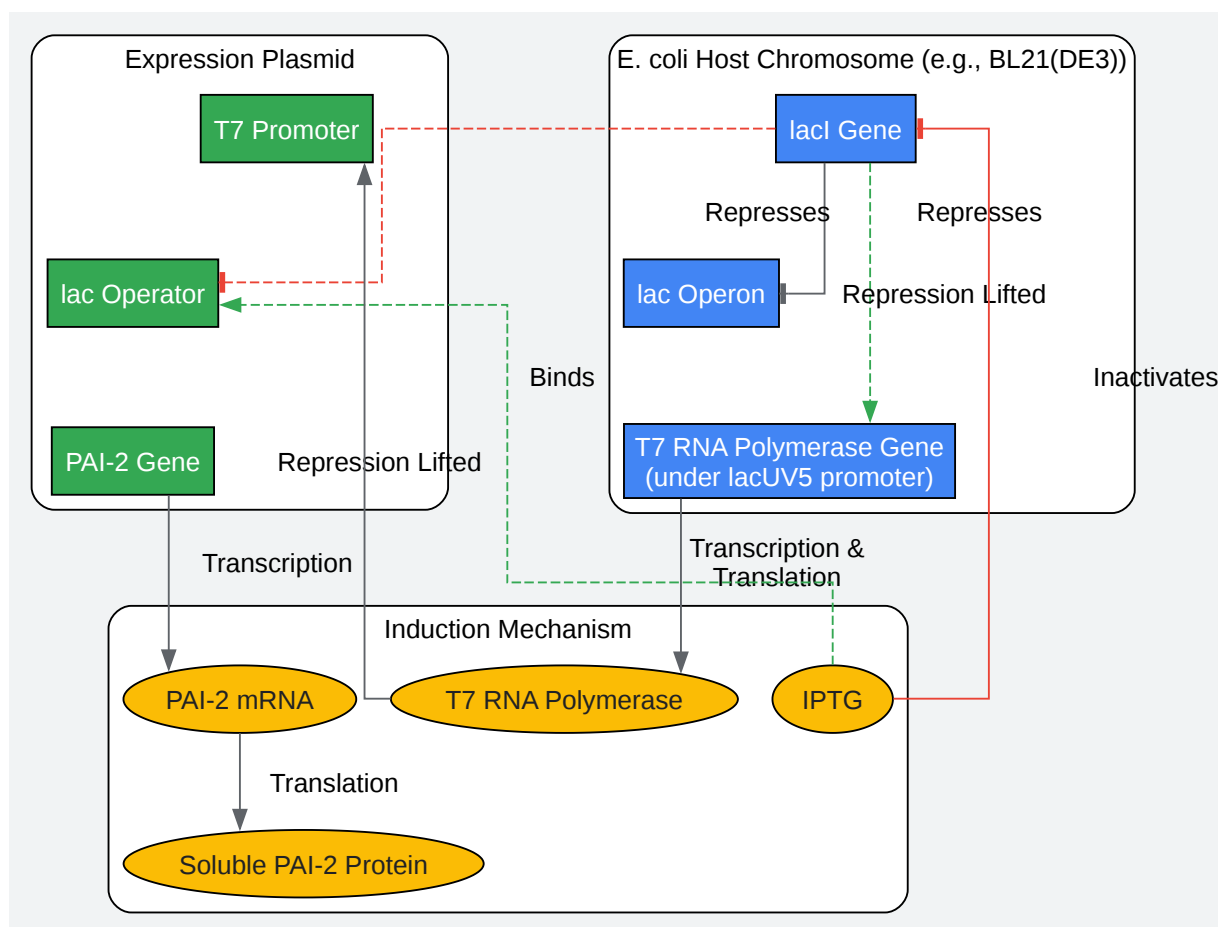 Expression Plasmid
E. coli Host Chromosome (e.g., BL21(DE3))
T7 Promoter
lacI Gene
Represses
Represses
lac Operator
lac Operon
Repression Lifted
Binds
Inactivates
PAI-2 Gene
Repression Lifted
T7 RNA Polymerase Gene
(under lacUV5 promoter)
Transcription
Transcription &
Translation
Induction Mechanism
PAI-2 mRNA
T7 RNA Polymerase
IPTG
Translation
Soluble PAI-2 Protein